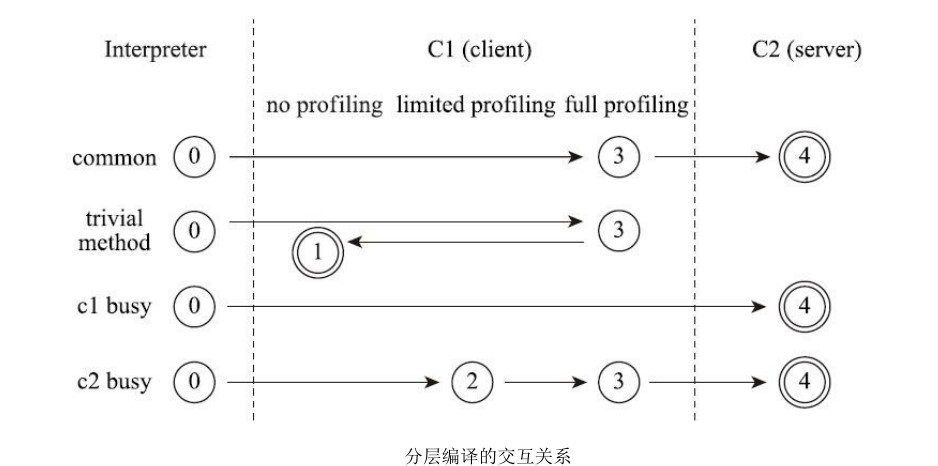 Interpreter C1 (client) C2 (server)
no profiling limited profiling full profiling
common 0 3 4
trivial
method 0 1 3
c1 busy 0 4
c2 busy 0 2 3 4
分层编译的交互关系